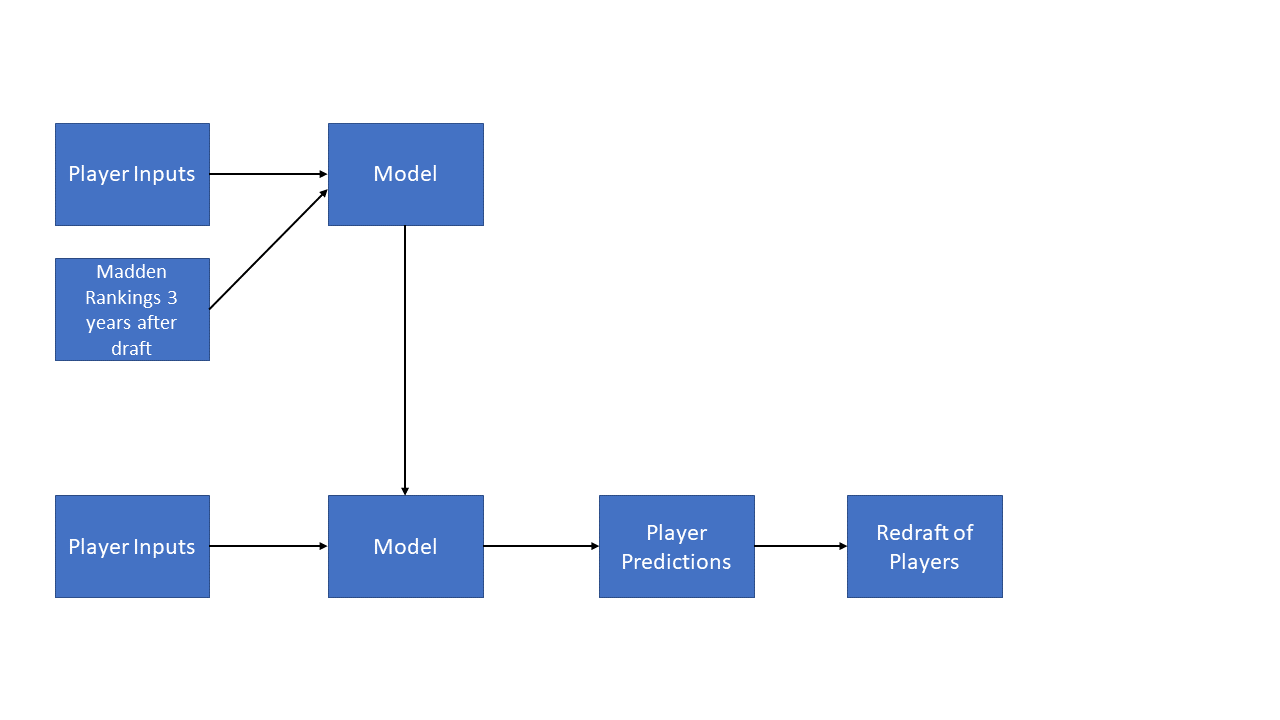 Player Inputs
Model
Madden
Rankings 3
years after
draft
Player Inputs
Model
Player
Predictions
Redraft of
Players